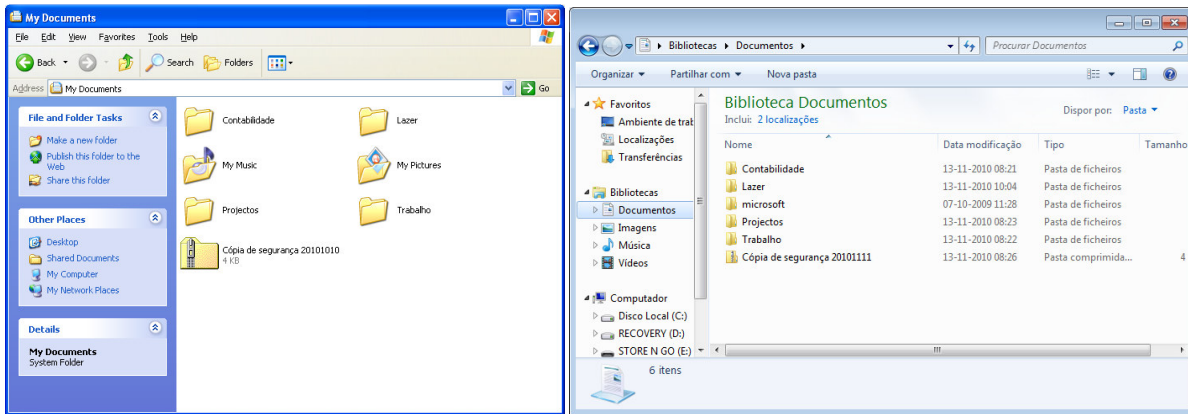 My Documents
File Edit View Favorites Tools Help
Back Search Folders
Address My Documents Go
File and Folder Tasks
Make a new folder
Publish this folder to the
Web
Share this folder
Other Places
Desktop
Shared Documents
My Computer
My Network Places
Details
My Documents
System Folder
Contabilidade Lazer
My Music My Pictures
Projectos Trabalho
Cópia de segurança 20101010
4 KB
Bibliotecas Documentos Procurar Documentos
Organizar Partilhar com Nova pasta
Favoritos
Ambiente de trab
Localizações
Transferências
Bibliotecas
Documentos
Imagens
Música
Vídeos
Computador
Disco Local (C:)
RECOVERY (D:)
STORE N GO (E:)
Biblioteca Documentos
Inclui: 2 localizações
Dispor por: Pasta
Nome Data modificação Tipo Tamanho
Contabilidade 13-11-2010 08:21 Pasta de ficheiros
Lazer 13-11-2010 10:04 Pasta de ficheiros
microsoft 07-10-2009 11:28 Pasta de ficheiros
Projectos 13-11-2010 08:23 Pasta de ficheiros
Trabalho 13-11-2010 08:22 Pasta de ficheiros
Cópia de segurança 20101111 13-11-2010 08:26 Pasta comprimida... 4
6 itens